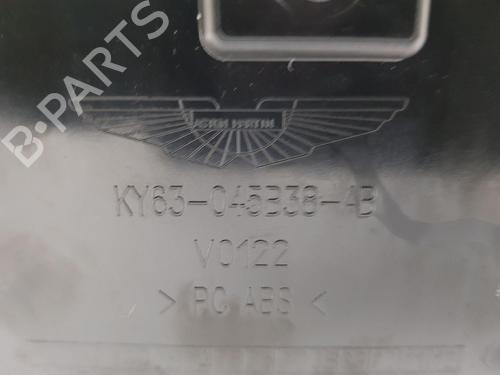 B-PARTS
ASTON MARTIN
KY63-045B38-4B
V0122
> PC ABS <